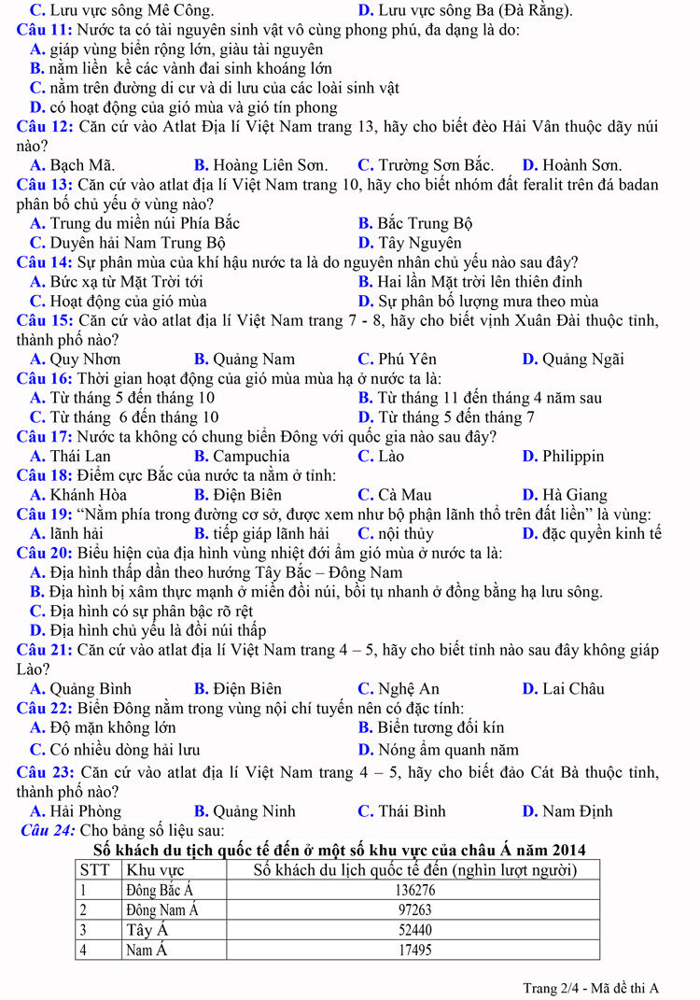 C. Lưu vực sông Mê Công. D. Lưu vực sông Ba (Đà Rằng).
Câu 11: Nước ta có tài nguyên sinh vật vô cùng phong phú, đa dạng là do:
A. giáp vùng biển rộng lớn, giàu tài nguyên
B. nằm liền kề các vành đai sinh khoáng lớn
C. nằm trên đường di cư và di lưu của các loài sinh vật
D. có hoạt động của gió mùa và gió tín phong
Câu 12: Căn cứ vào Atlat Địa lí Việt Nam trang 13, hãy cho biết đèo Hải Vân thuộc dãy núi
nào?
A. Bạch Mã. B. Hoàng Liên Sơn. C. Trường Sơn Bắc. D. Hoành Sơn.
Câu 13: Căn cứ vào atlat địa lí Việt Nam trang 10, hãy cho biết nhóm đất feralit trên đá badan
phân bố chủ yếu ở vùng nào?
A. Trung du miền núi Phía Bắc B. Bắc Trung Bộ
C. Duyên hải Nam Trung Bộ D. Tây Nguyên
Câu 14: Sự phân mùa của khí hậu nước ta là do nguyên nhân chủ yếu nào sau đây?
A. Bức xạ từ Mặt Trời tới B. Hai lần Mặt trời lên thiên đỉnh
C. Hoạt động của gió mùa D. Sự phân bố lượng mưa theo mùa
Câu 15: Căn cứ vào atlat địa lí Việt Nam trang 7 - 8, hãy cho biết vịnh Xuân Đài thuộc tỉnh,
thành phố nào?
A. Quy Nhơn B. Quảng Nam C. Phú Yên D. Quảng Ngãi
Câu 16: Thời gian hoạt động của gió mùa mùa hạ ở nước ta là:
A. Từ tháng 5 đến tháng 10 B. Từ tháng 11 đến tháng 4 năm sau
C. Từ tháng 6 đến tháng 10 D. Từ tháng 5 đến tháng 7
Câu 17: Nước ta không có chung biển Đông với quốc gia nào sau đây?
A. Thái Lan B. Campuchia C. Lào D. Philippin
Câu 18: Điểm cực Bắc của nước ta nằm ở tỉnh:
A. Khánh Hòa B. Điện Biên C. Cà Mau D. Hà Giang
Câu 19: “Nằm phía trong đường cơ sở, được xem như bộ phận lãnh thổ trên đất liền” là vùng:
A. lãnh hải B. tiếp giáp lãnh hải C. nội thủy D. đặc quyền kinh tế
Câu 20: Biểu hiện của địa hình vùng nhiệt đới ẩm gió mùa ở nước ta là:
A. Địa hình thấp dần theo hướng Tây Bắc – Đông Nam
B. Địa hình bị xâm thực mạnh ở miền đồi núi, bồi tụ nhanh ở đồng bằng hạ lưu sông.
C. Địa hình có sự phân bậc rõ rệt
D. Địa hình chủ yếu là đồi núi thấp
Câu 21: Căn cứ vào atlat địa lí Việt Nam trang 4 – 5, hãy cho biết tỉnh nào sau đây không giáp
Lào?
A. Quảng Bình B. Điện Biên C. Nghệ An D. Lai Châu
Câu 22: Biển Đông nằm trong vùng nội chí tuyến nên có đặc tính:
A. Độ mặn không lớn B. Biển tương đối kín
C. Có nhiều dòng hải lưu D. Nóng ẩm quanh năm
Câu 23: Căn cứ vào atlat địa lí Việt Nam trang 4 – 5, hãy cho biết đảo Cát Bà thuộc tỉnh,
thành phố nào?
A. Hải Phòng B. Quảng Ninh C. Thái Bình D. Nam Định
Câu 24: Cho bảng số liệu sau:
Số khách du tịch quốc tế đến ở một số khu vực của châu Á năm 2014
STT Khu vực Số khách du lịch quốc tế đến (nghìn lượt người)
1 Đông Bắc Á 136276
2 Đông Nam Á 97263
3 Tây Á 52440
4 Nam Á 17495
Trang 2/4 - Mã đề thi A